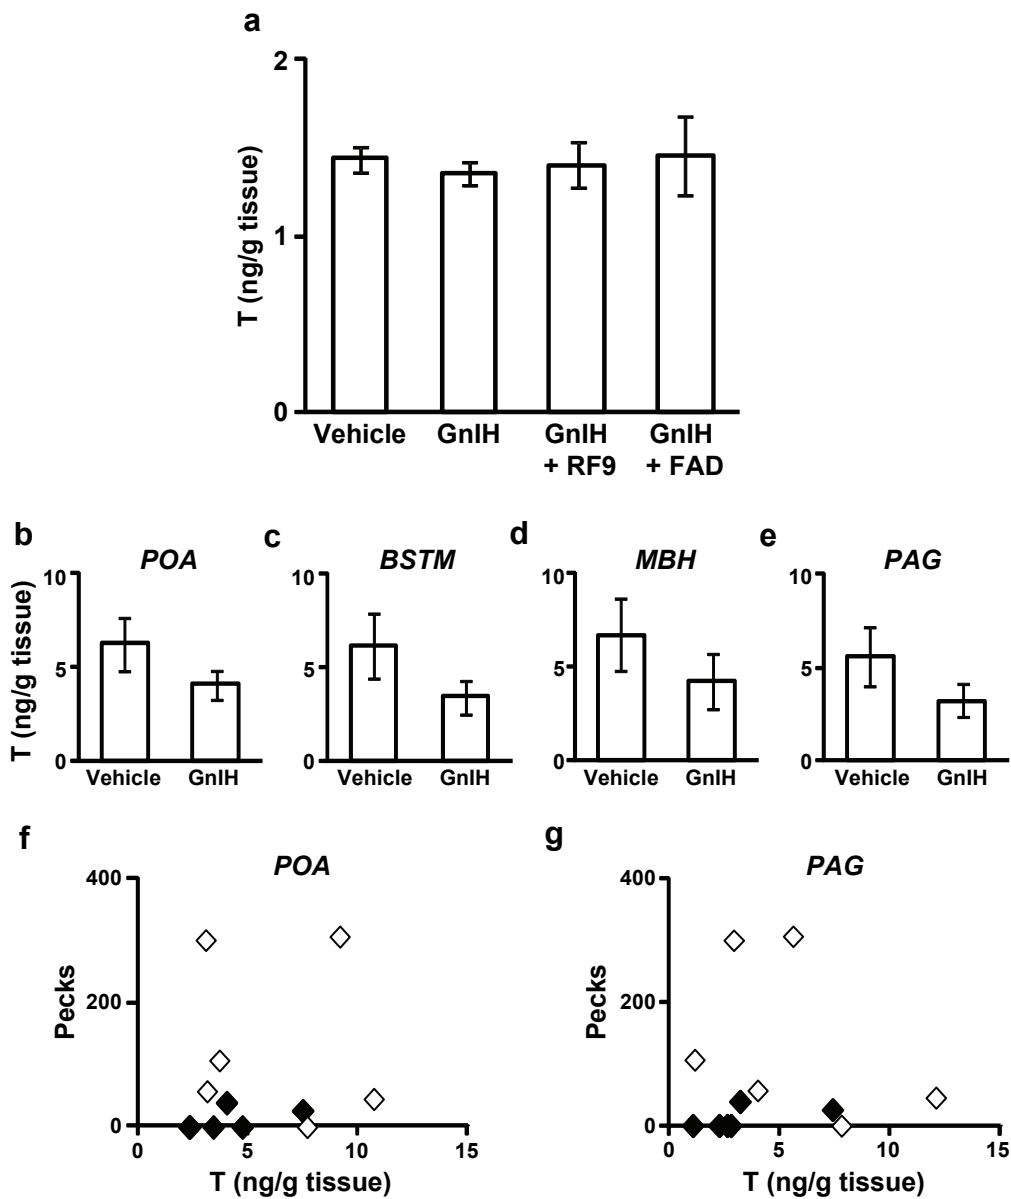 a
2
1
0
T (ng/g tissue)
Vehicle GnIH GnIH GnIH
+ RF9 + FAD
b POA
c BSTM
d MBH
e PAG
T (ng/g tissue)
10 10 10 10
5 5 5 5
0 0 0 0
Vehicle GnIH Vehicle GnIH Vehicle GnIH Vehicle GnIH
f
POA
400
200
0
Pecks
0 5 10 15
T (ng/g tissue)
g
PAG
400
200
0
Pecks
0 5 10 15
T (ng/g tissue)